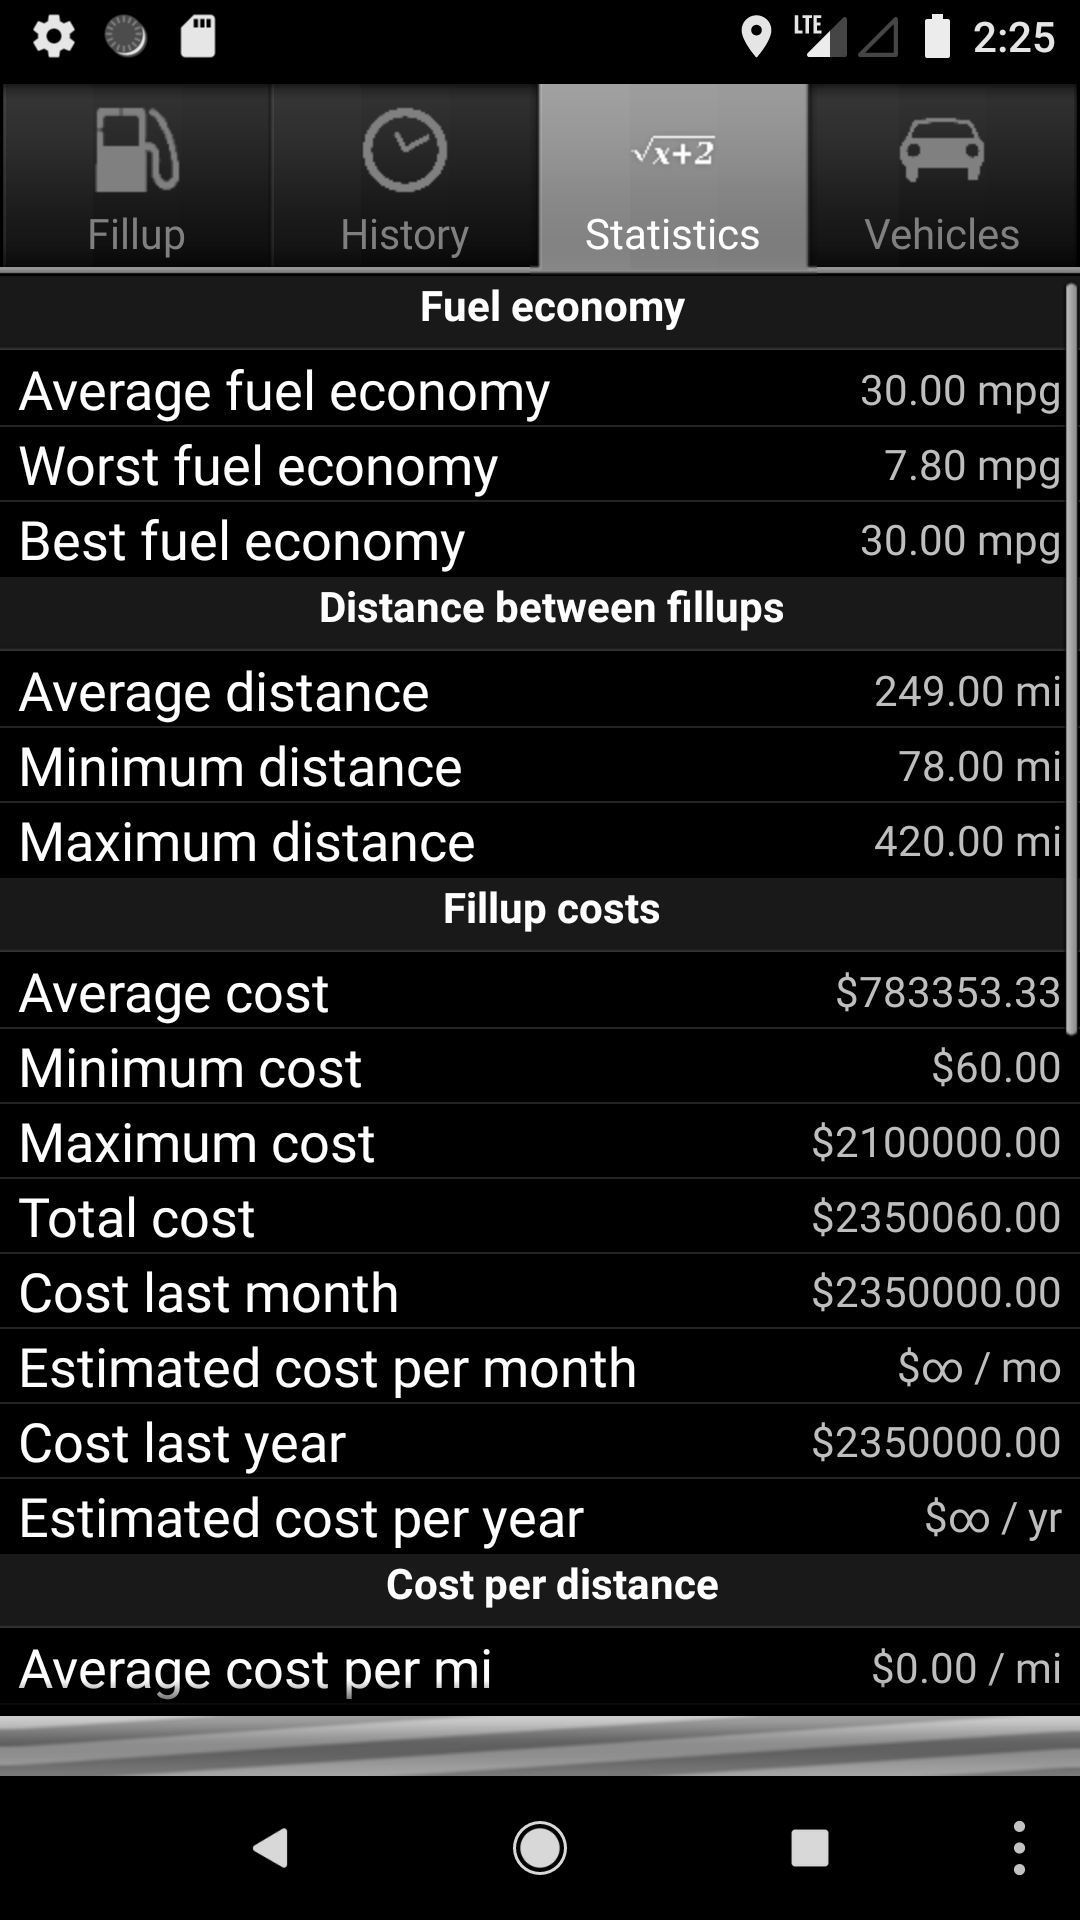 LTE 2:25
√x+2
Fillup History Statistics Vehicles
Fuel economy
Average fuel economy 30.00 mpg
Worst fuel economy 7.80 mpg
Best fuel economy 30.00 mpg
Distance between fillups
Average distance 249.00 mi
Minimum distance 78.00 mi
Maximum distance 420.00 mi
Fillup costs
Average cost $783353.33
Minimum cost $60.00
Maximum cost $2100000.00
Total cost $2350060.00
Cost last month $2350000.00
Estimated cost per month $∞ / mo
Cost last year $2350000.00
Estimated cost per year $∞ / yr
Cost per distance
Average cost per mi $0.00 / mi